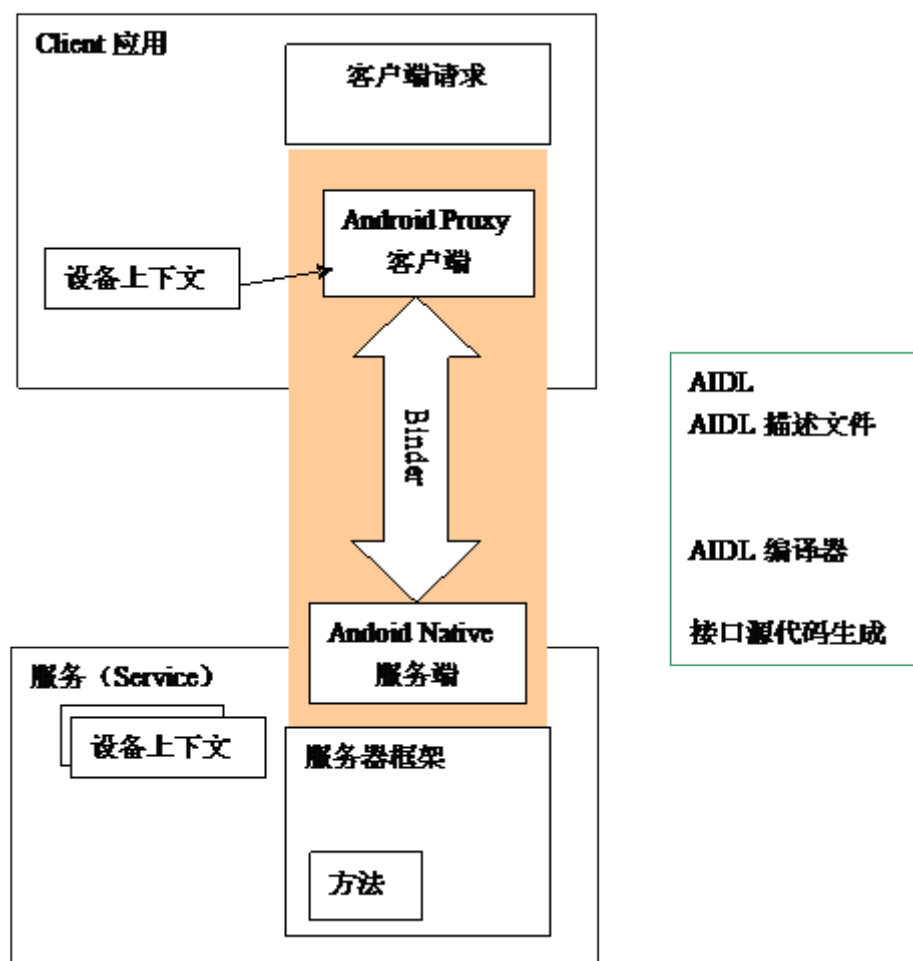 Client 应用
客户端请求
Android Proxy
客户端
设备上下文
Binder
AIDL
AIDL 描述文件
AIDL 编译器
接口源代码生成
Andoid Native
服务端
服务（Service）
设备上下文
服务器框架
方法